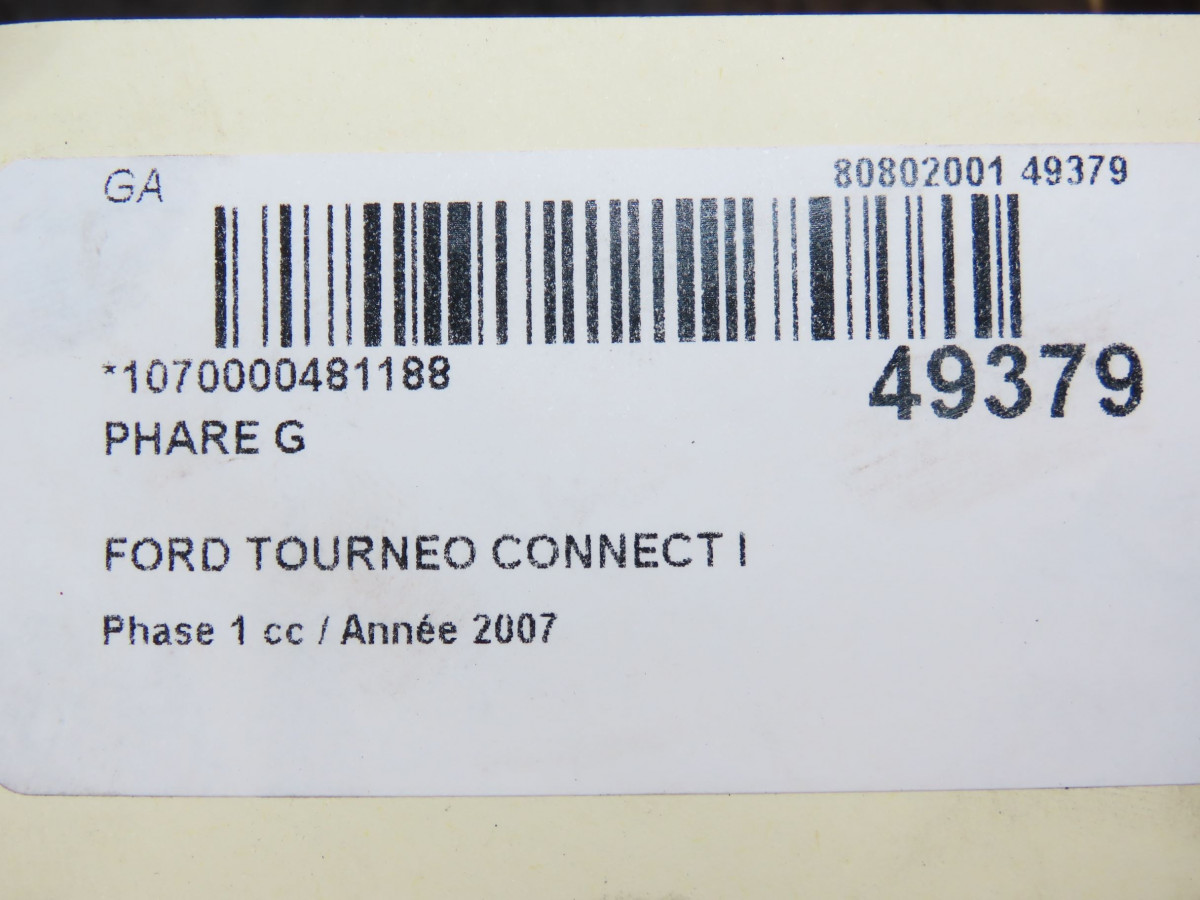 GA
80802001 49379
*1070000481188
49379
PHARE G
FORD TOURNEO CONNECT I
Phase 1 cc / Année 2007